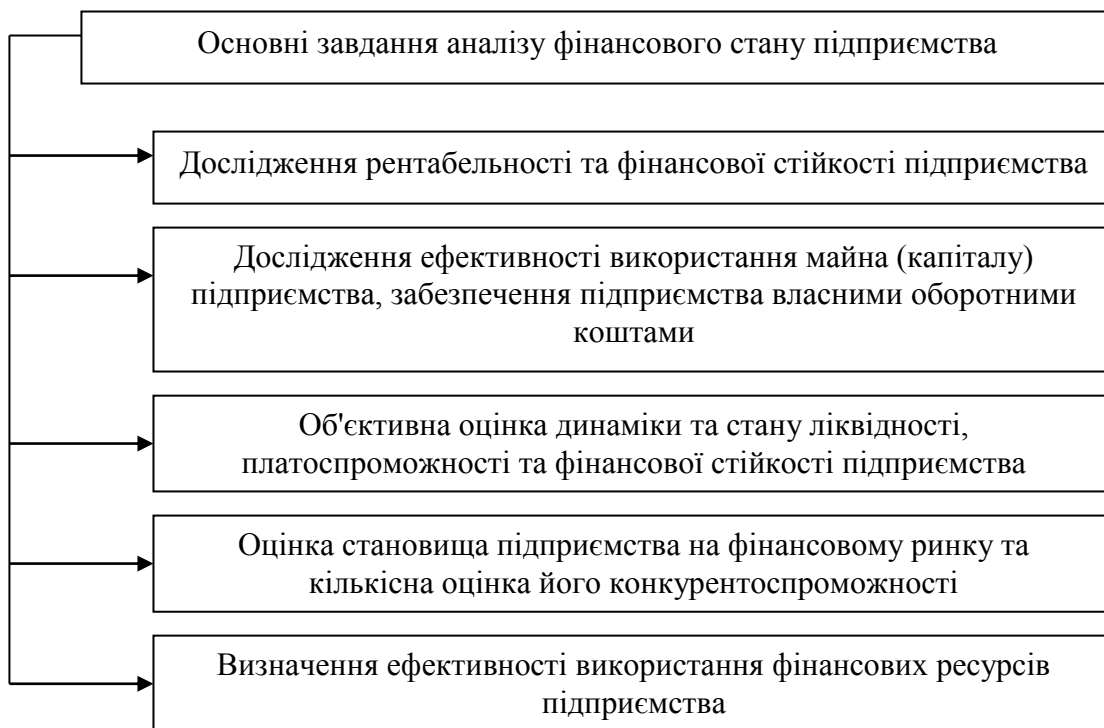 Основні завдання аналізу фінансового стану підприємства
Дослідження рентабельності та фінансової стійкості підприємства
Дослідження ефективності використання майна (капіталу)
підприємства, забезпечення підприємства власними оборотними
коштами
Об'єктивна оцінка динаміки та стану ліквідності,
платоспроможності та фінансової стійкості підприємства
Оцінка становища підприємства на фінансовому ринку та
кількісна оцінка його конкурентоспроможності
Визначення ефективності використання фінансових ресурсів
підприємства